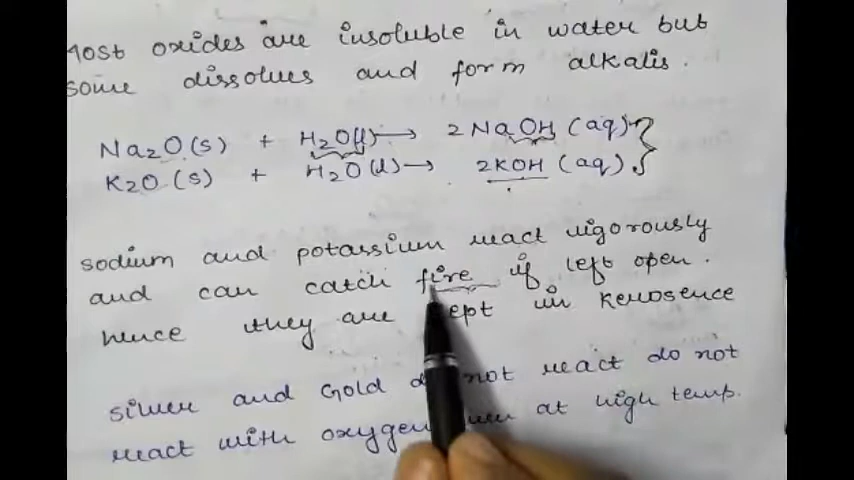 Most oxides are insoluble in water but
some dissolves and form alkalis.
Na2O(s) + H2O(l) → 2NaOH (aq)
K2O (s) + H2O (l) → 2KOH (aq)
sodium and potassium react vigorously
and can catch fire if left open.
hence they are kept in Kerosence
silver and Gold do not react do not
react with oxygen even at high temp.